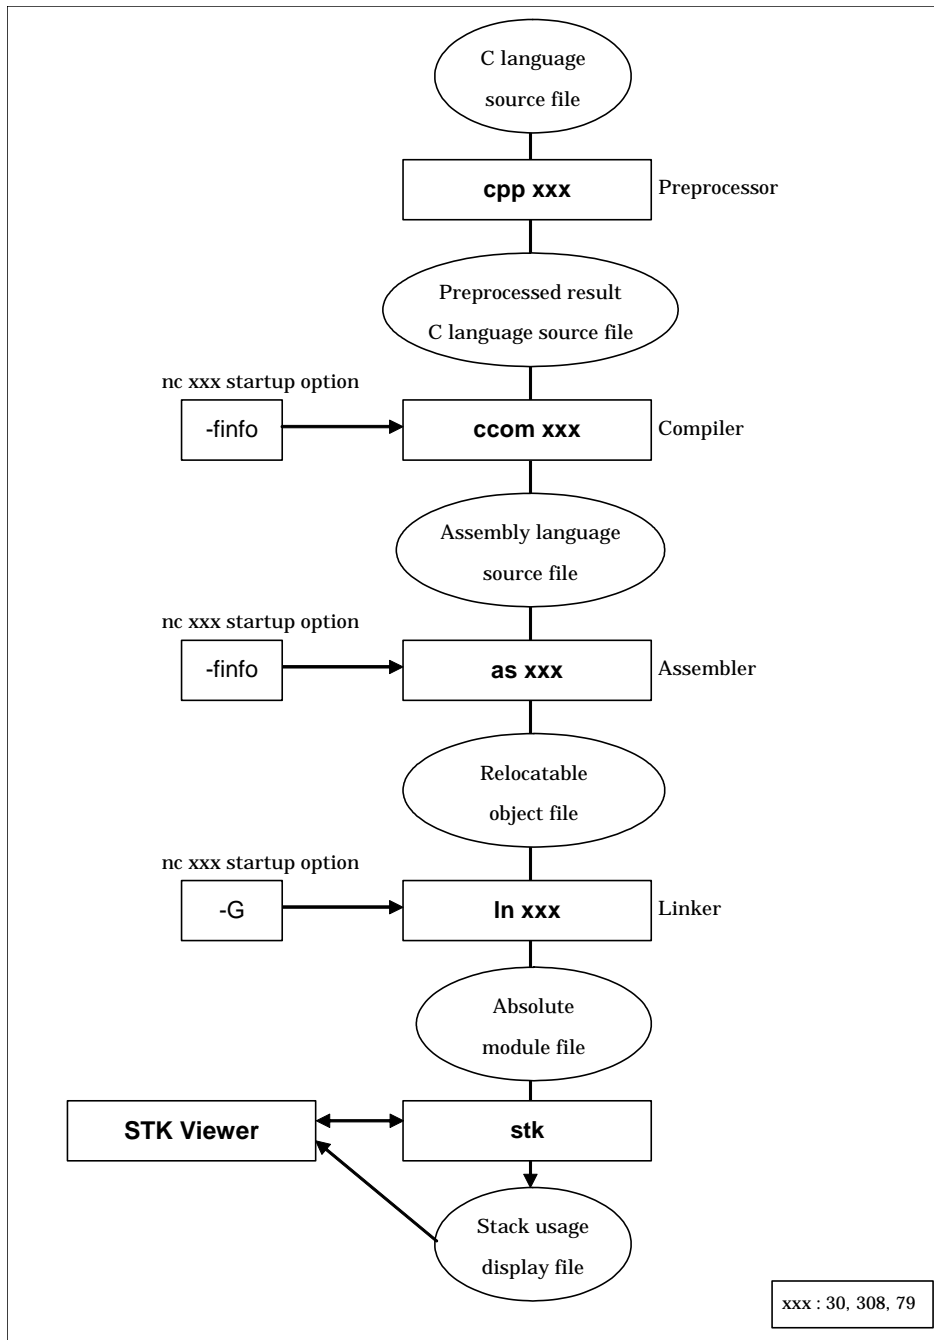 C language
source file
cpp xxx
Preprocessor
Preprocessed result
C language source file
nc xxx startup option
-finfo
ccom xxx
Compiler
Assembly language
source file
nc xxx startup option
-finfo
as xxx
Assembler
Relocatable
object file
nc xxx startup option
-G
ln xxx
Linker
Absolute
module file
STK Viewer
stk
Stack usage
display file
xxx : 30, 308, 79